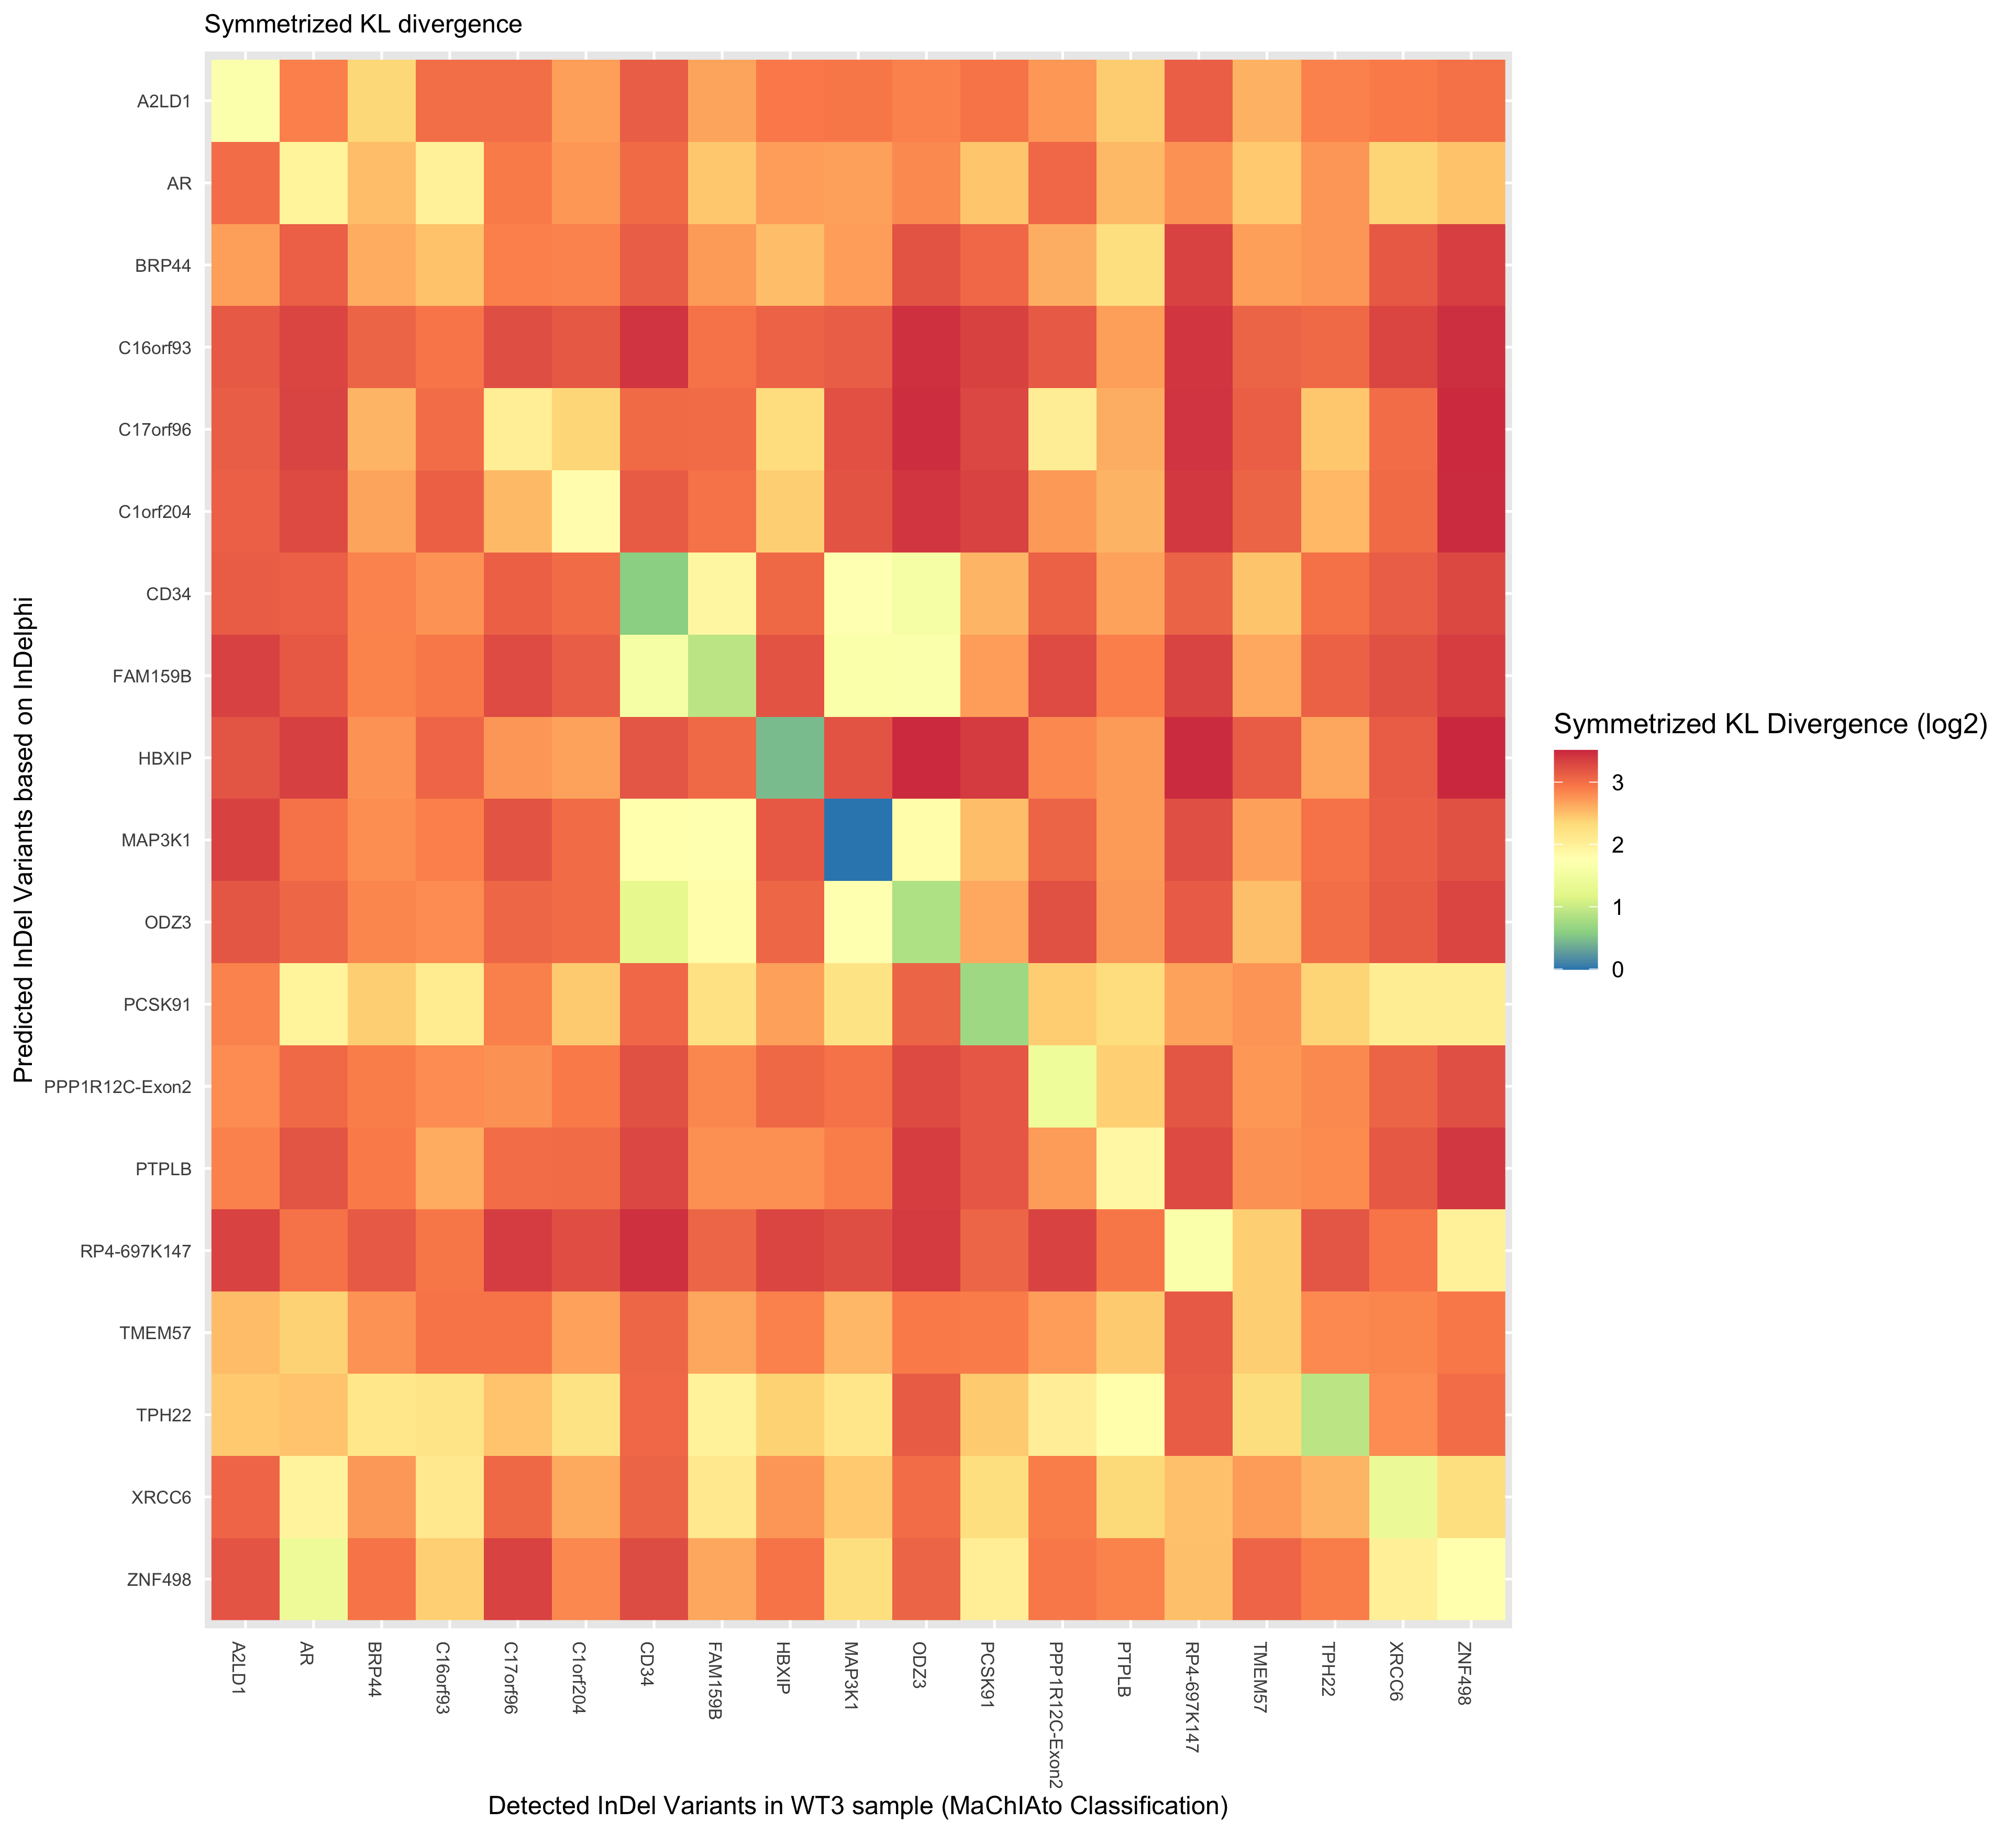 Symmetrized KL divergence
A2LD1
AR
BRP44
C16orf93
C17orf96
C1orf204
CD34
FAM159B
HBXIP
MAP3K1
ODZ3
PCSK91
PPP1R12C-Exon2
PTPLB
RP4-697K147
TMEM57
TPH22
XRCC6
ZNF498
Predicted InDel Variants based on InDelphi
A2LD1
AR
BRP44
C16orf93
C17orf96
C1orf204
CD34
FAM159B
HBXIP
MAP3K1
ODZ3
PCSK91
PPP1R12C-Exon2
PTPLB
RP4-697K147
TMEM57
TPH22
XRCC6
ZNF498
Detected InDel Variants in WT3 sample (MaChIAto Classification)
Symmetrized KL Divergence (log2)
3
2
1
0